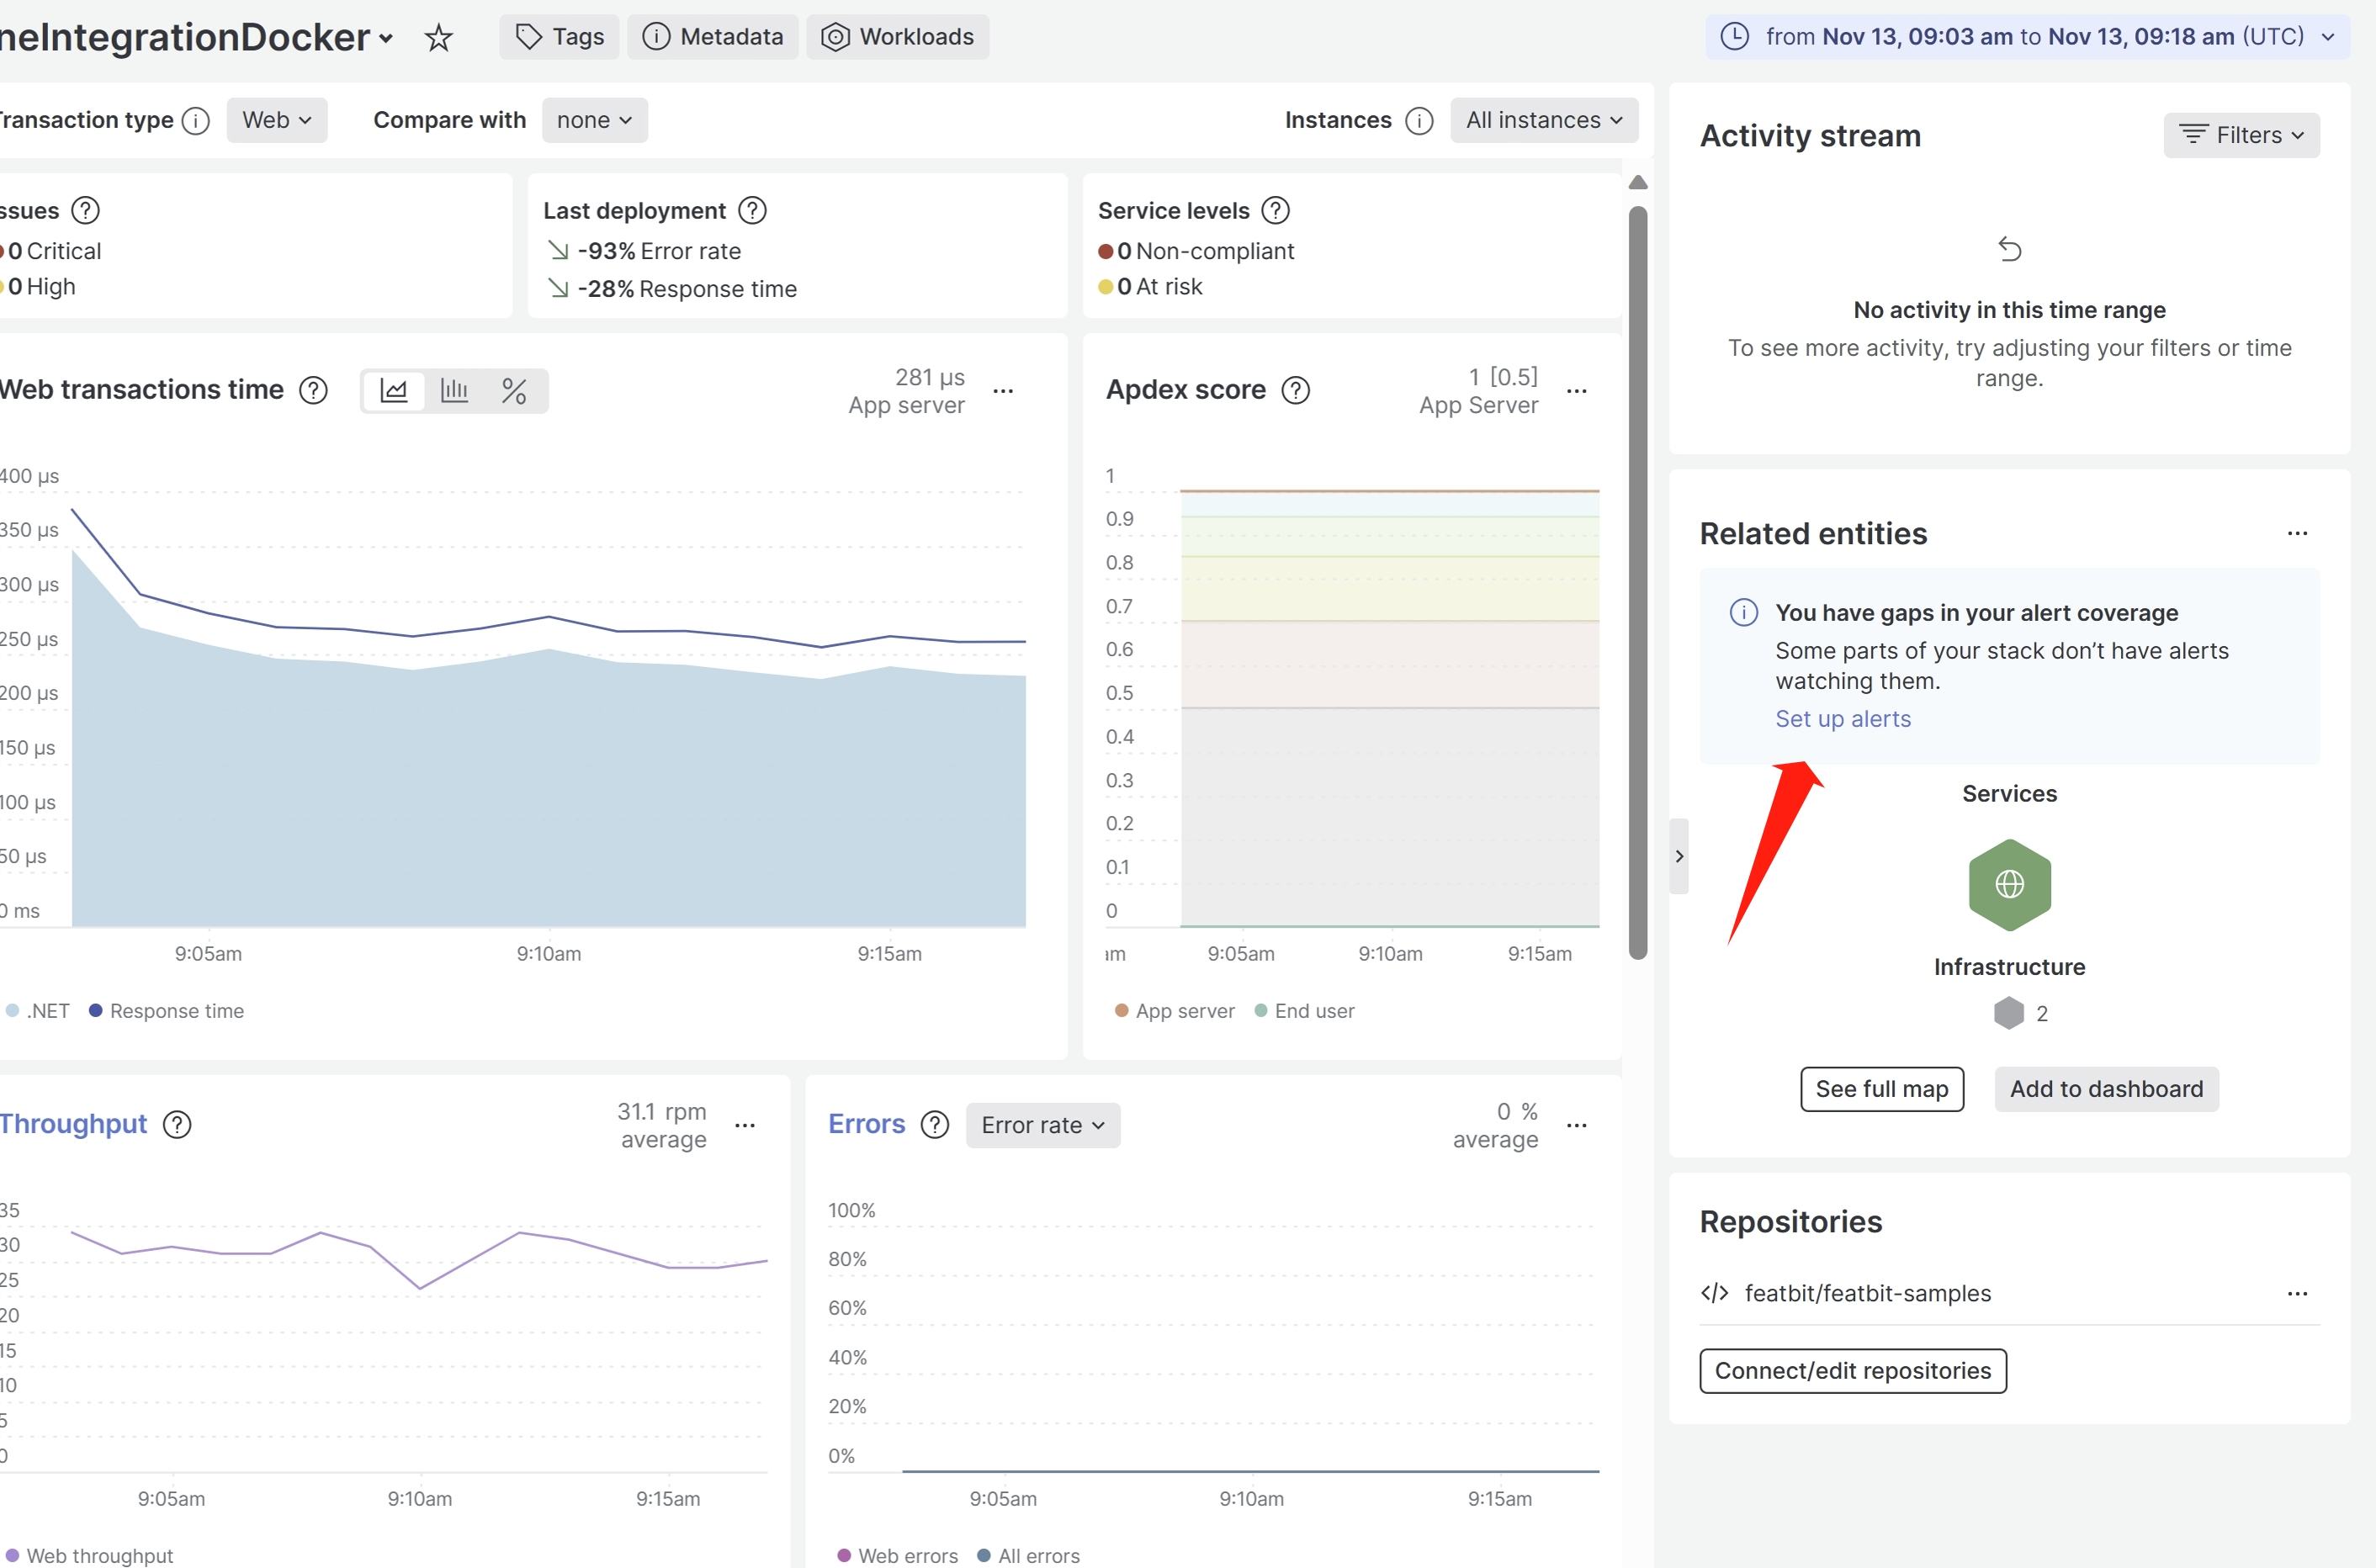 neIntegrationDocker
Tags
Metadata
Workloads
from Nov 13, 09:03 am to Nov 13, 09:18 am (UTC)
Transaction type
Web
Compare with
none
Instances
All instances
ssues
0 Critical
0 High
Last deployment
-93% Error rate
-28% Response time
Service levels
0 Non-compliant
0 At risk
Web transactions time
%
281 µs
App server
400 µs
350 µs
300 µs
250 µs
200 µs
150 µs
100 µs
50 µs
0 ms
9:05am
9:10am
9:15am
.NET
Response time
Apdex score
1 [0.5]
App Server
1
0.9
0.8
0.7
0.6
0.5
0.4
0.3
0.2
0.1
0
am
9:05am
9:10am
9:15am
App server
End user
Throughput
31.1 rpm
average
35
30
25
20
15
10
5
0
9:05am
9:10am
9:15am
Web throughput
Errors
Error rate
0 %
average
100%
80%
60%
40%
20%
0%
9:05am
9:10am
9:15am
Web errors
All errors
Activity stream
Filters
No activity in this time range
To see more activity, try adjusting your filters or time
range.
Related entities
You have gaps in your alert coverage
Some parts of your stack don’t have alerts
watching them.
Set up alerts
Services
Infrastructure
2
See full map
Add to dashboard
Repositories
featbit/featbit-samples
Connect/edit repositories